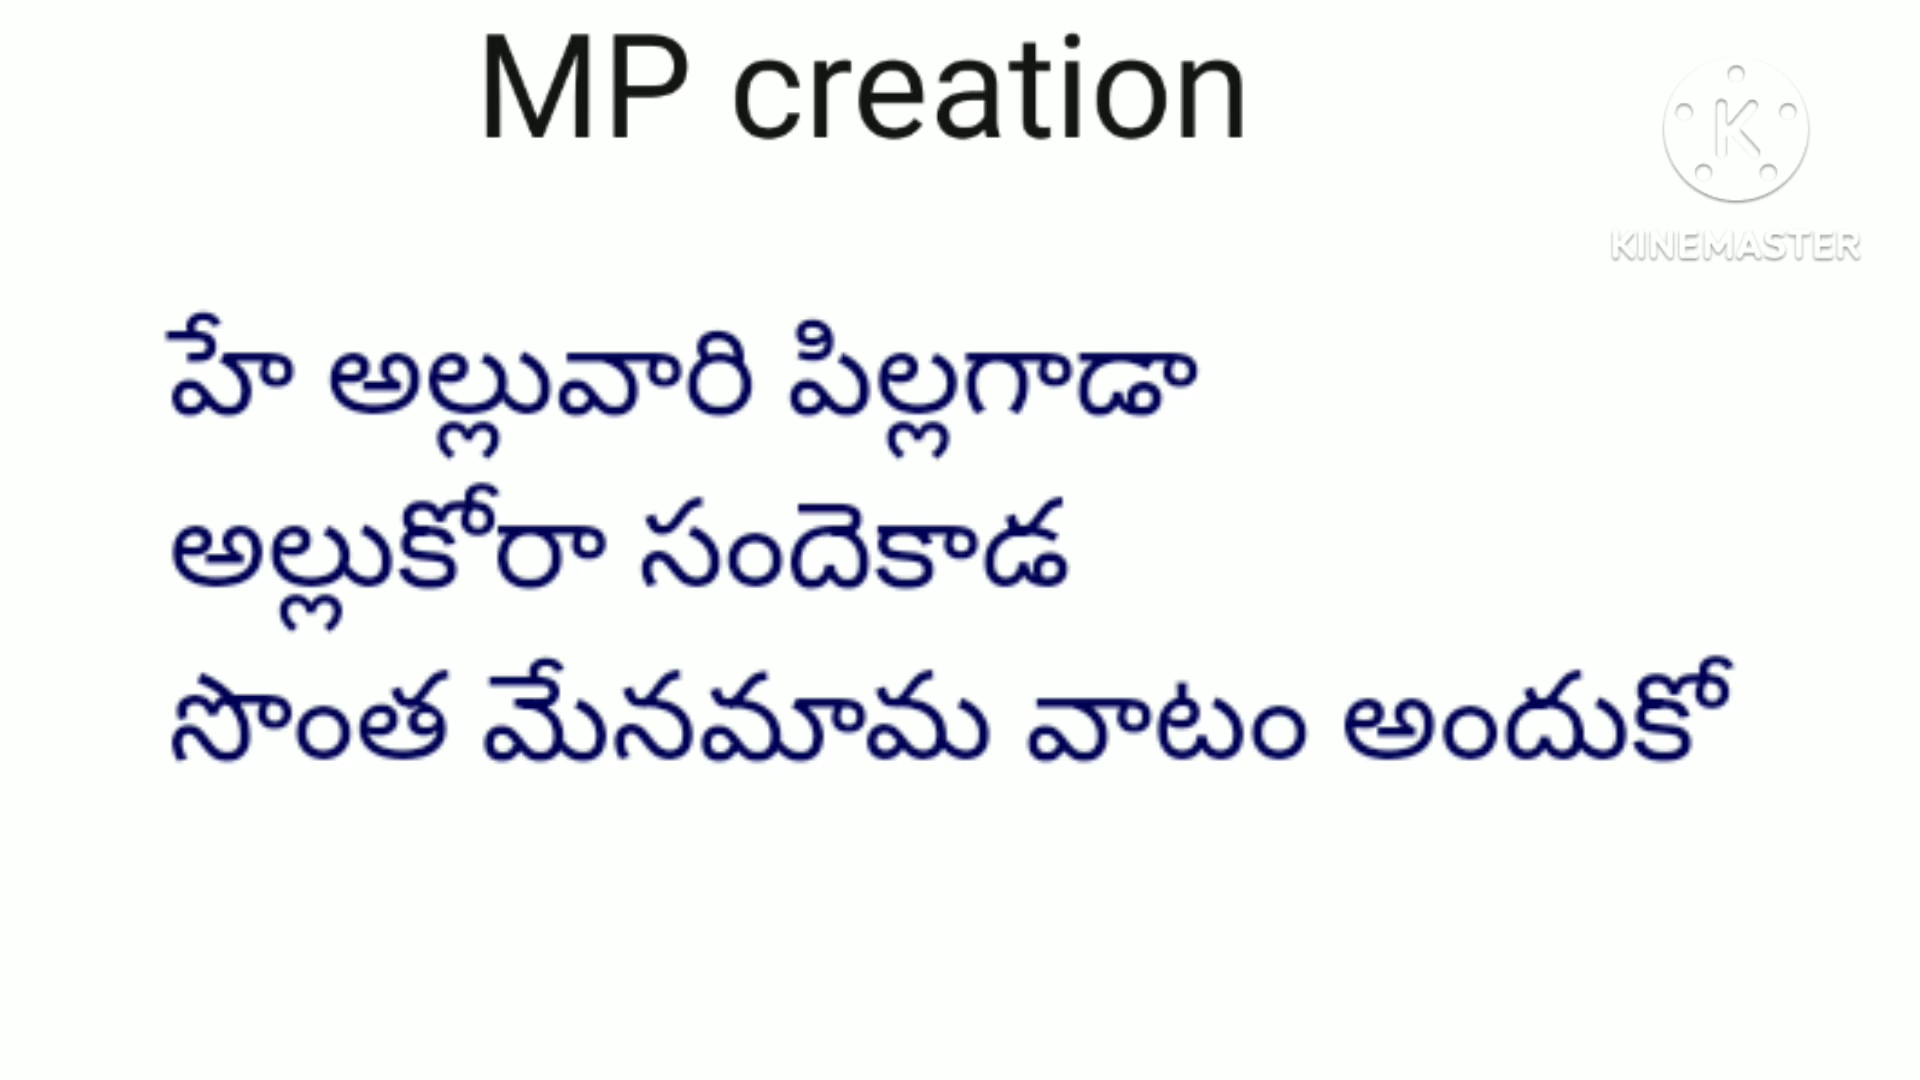 MP creation
K
KINEMASTER
హే అల్లువారి పిల్లగాడా
అల్లుకోరా సందెకాడ
సొంత మేనమామ వాటం అందుకో